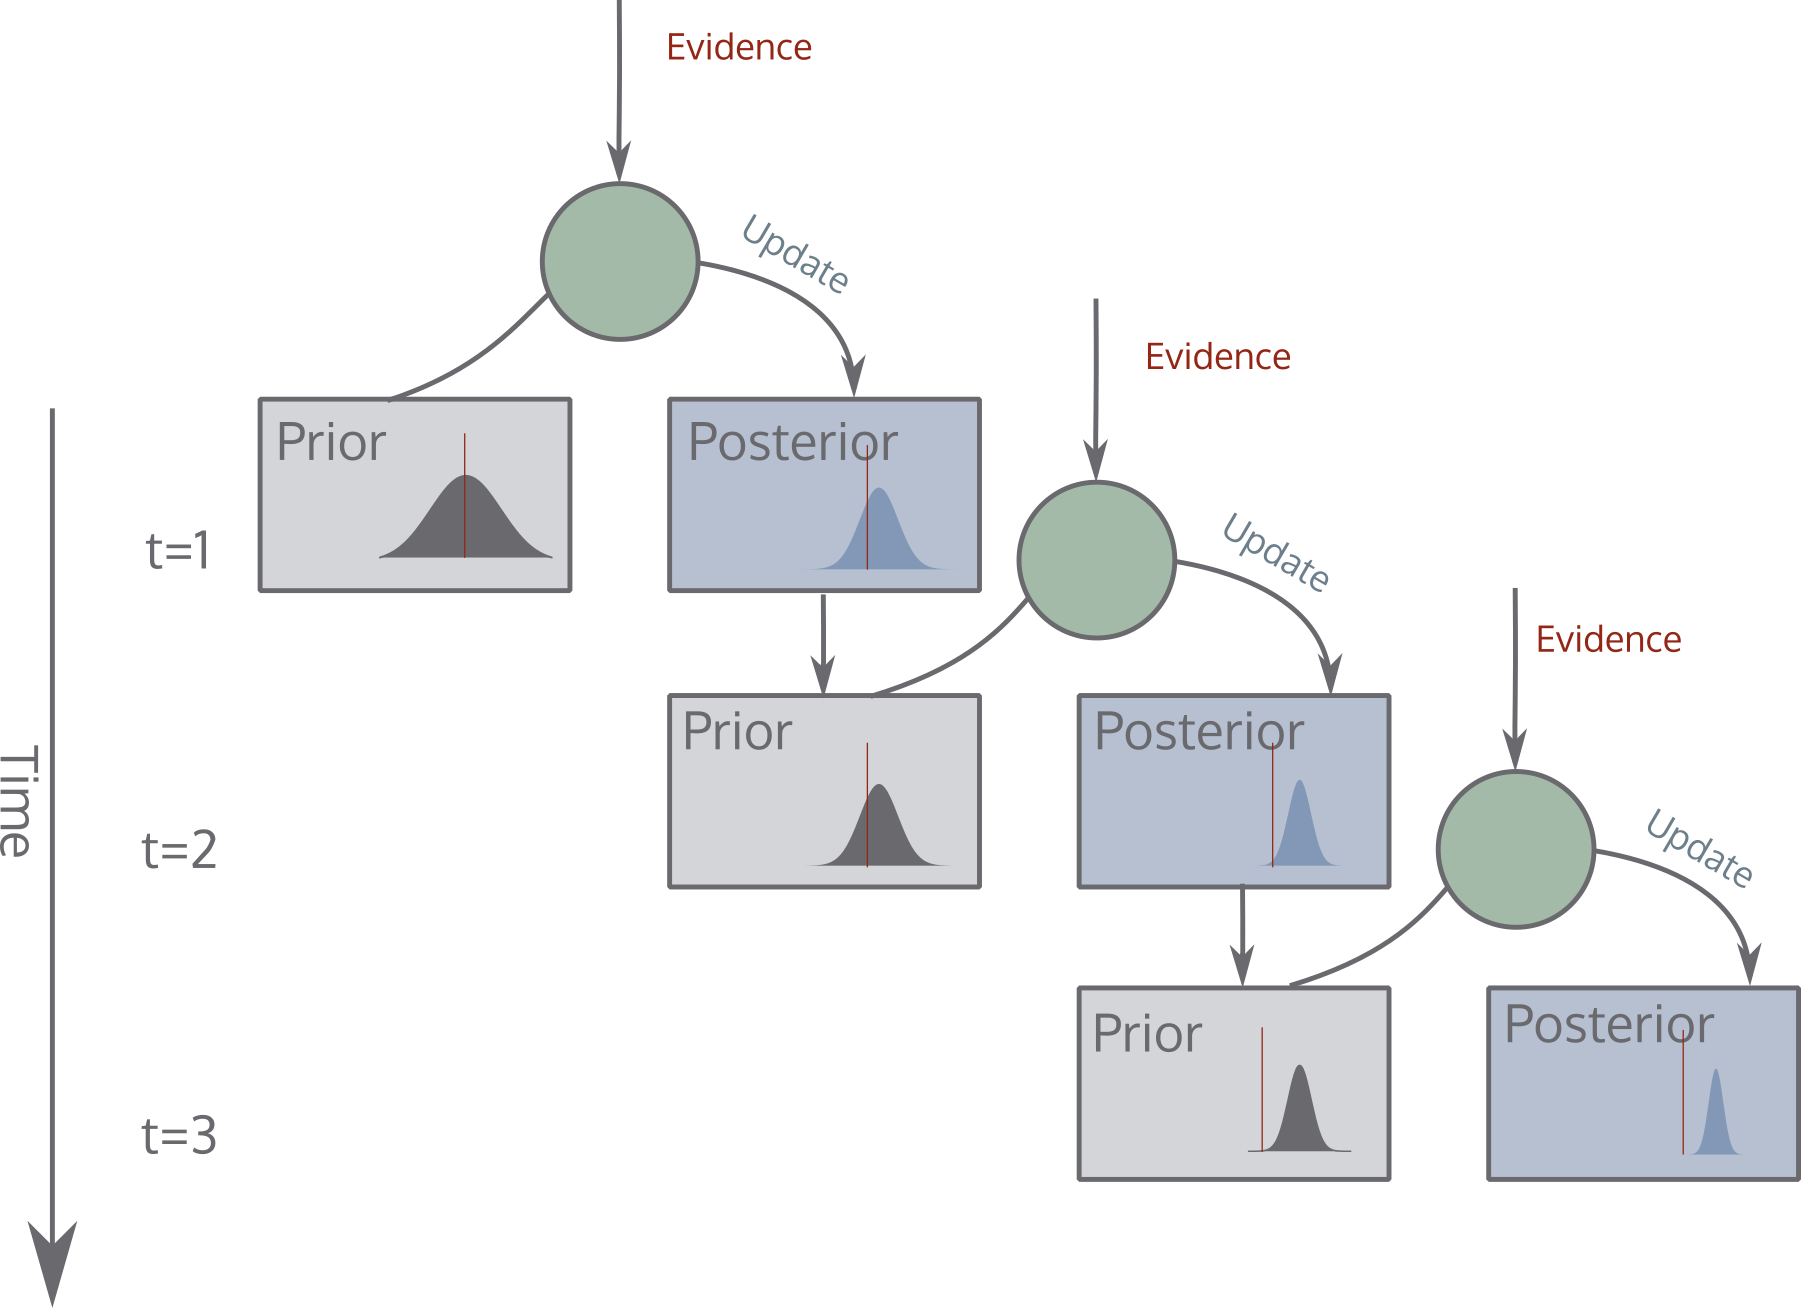 Evidence
Update
Evidence
Prior
Posterior
t=1
Update
Evidence
Prior
Posterior
Time
t=2
Update
Prior
Posterior
t=3